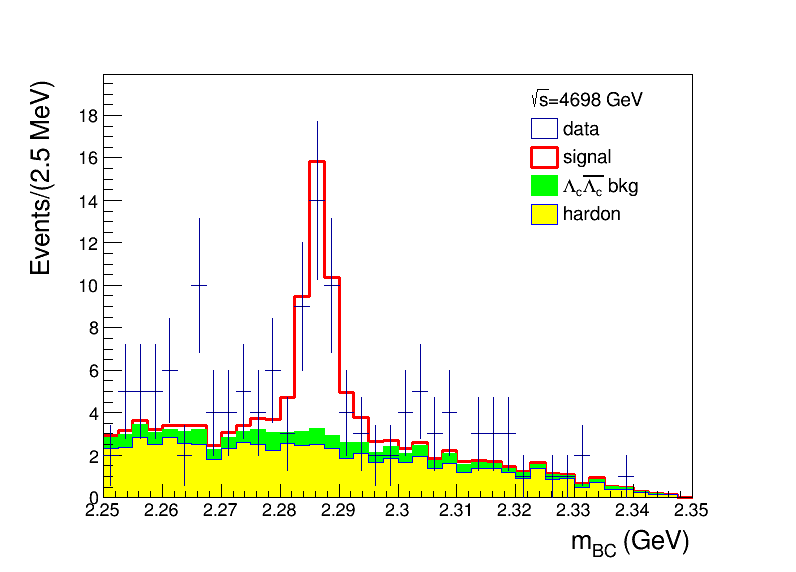 Events/(2.5 MeV)
18
16
14
12
10
8
6
4
2
0
√s=4698 GeV
data
signal
Λc Λ̅c bkg
hardon
2.25 2.26 2.27 2.28 2.29 2.3 2.31 2.32 2.33 2.34 2.35
mBC (GeV)